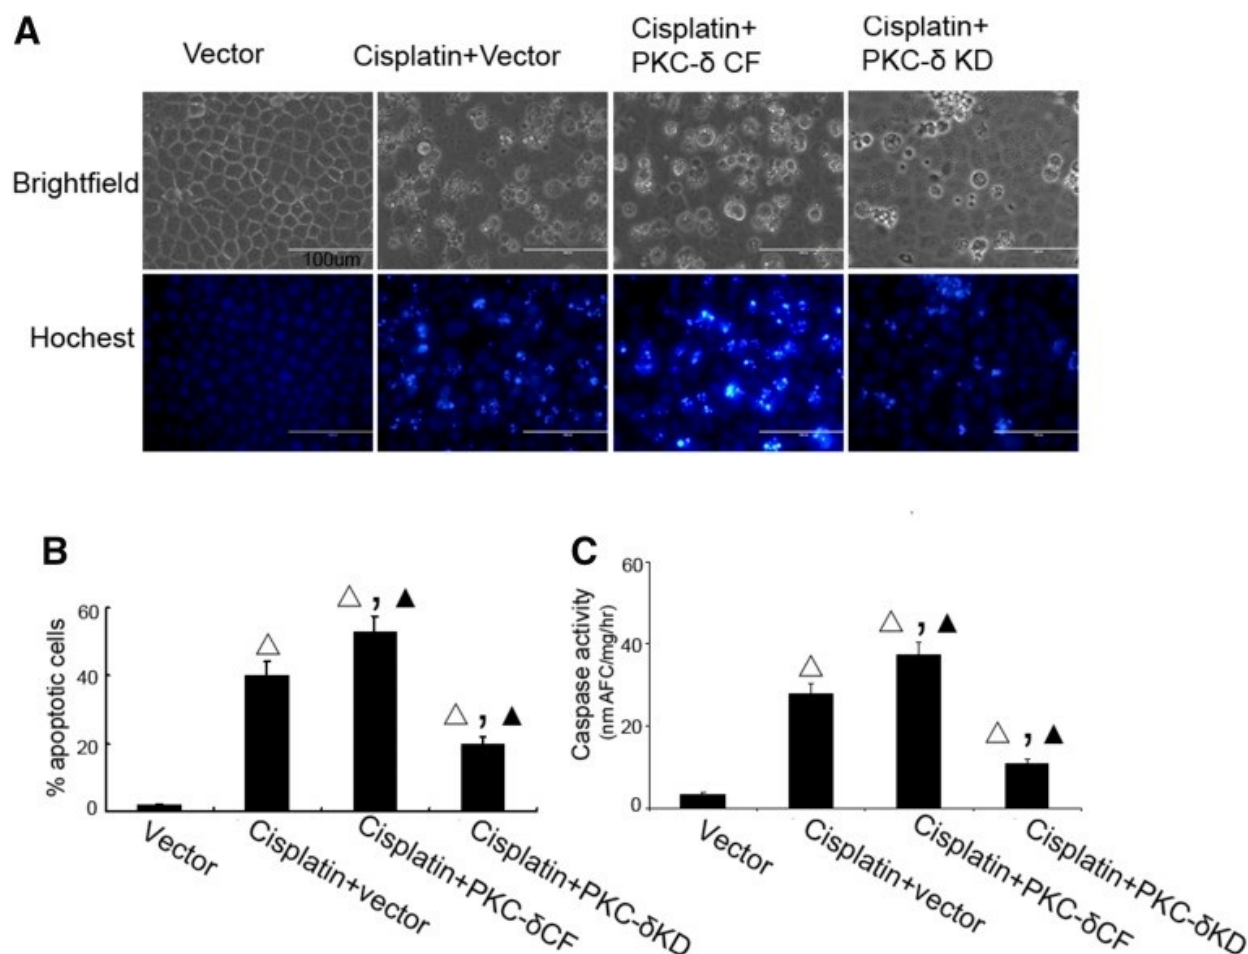 A
Vector
Cisplatin+Vector
Cisplatin+
PKC-δ CF
Cisplatin+
PKC-δ KD
Brightfield
100um
Hochest
B
% apoptotic cells
60
40
20
0
△
△ , ▲
△ , ▲
Vector
Cisplatin+vector
Cisplatin+PKC-δCF
Cisplatin+PKC-δKD
C
Caspase activity
(nm AFC/mg/hr)
60
40
20
0
△
△ , ▲
△ , ▲
Vector
Cisplatin+vector
Cisplatin+PKC-δCF
Cisplatin+PKC-δKD